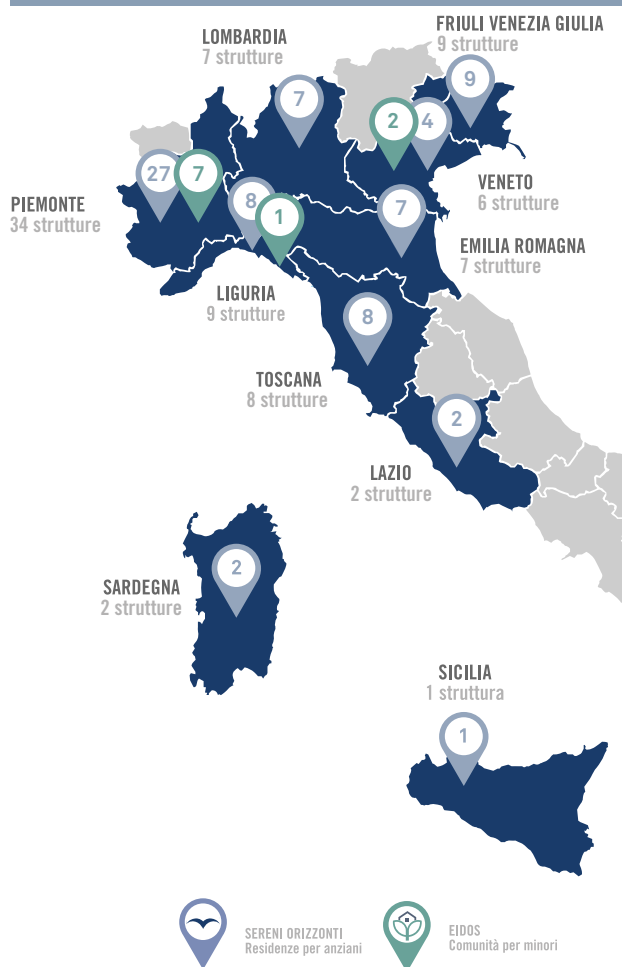 LOMBARDIA
7 strutture
FRIULI VENEZIA GIULIA
9 strutture
7
9
2
4
27
7
8
1
7
PIEMONTE
34 strutture
VENETO
6 strutture
EMILIA ROMAGNA
7 strutture
LIGURIA
9 strutture
8
TOSCANA
8 strutture
2
LAZIO
2 strutture
2
SARDEGNA
2 strutture
SICILIA
1 struttura
1
SERENI ORIZZONTI
Residenze per anziani
EIDOS
Comunità per minori